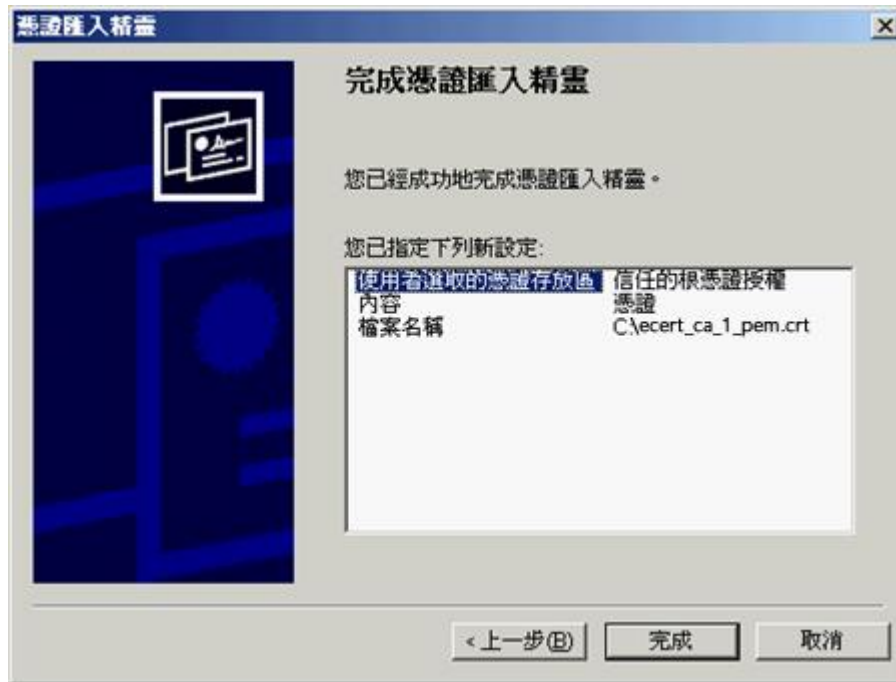 憑證匯入精靈
完成憑證匯入精靈
您已經成功地完成憑證匯入精靈。
您已指定下列新設定:
使用者選取的憑證存放區 信任的根憑證授權
內容 憑證
檔案名稱 C:\ecert_ca_1_pem.crt
<上一步(B) 完成 取消